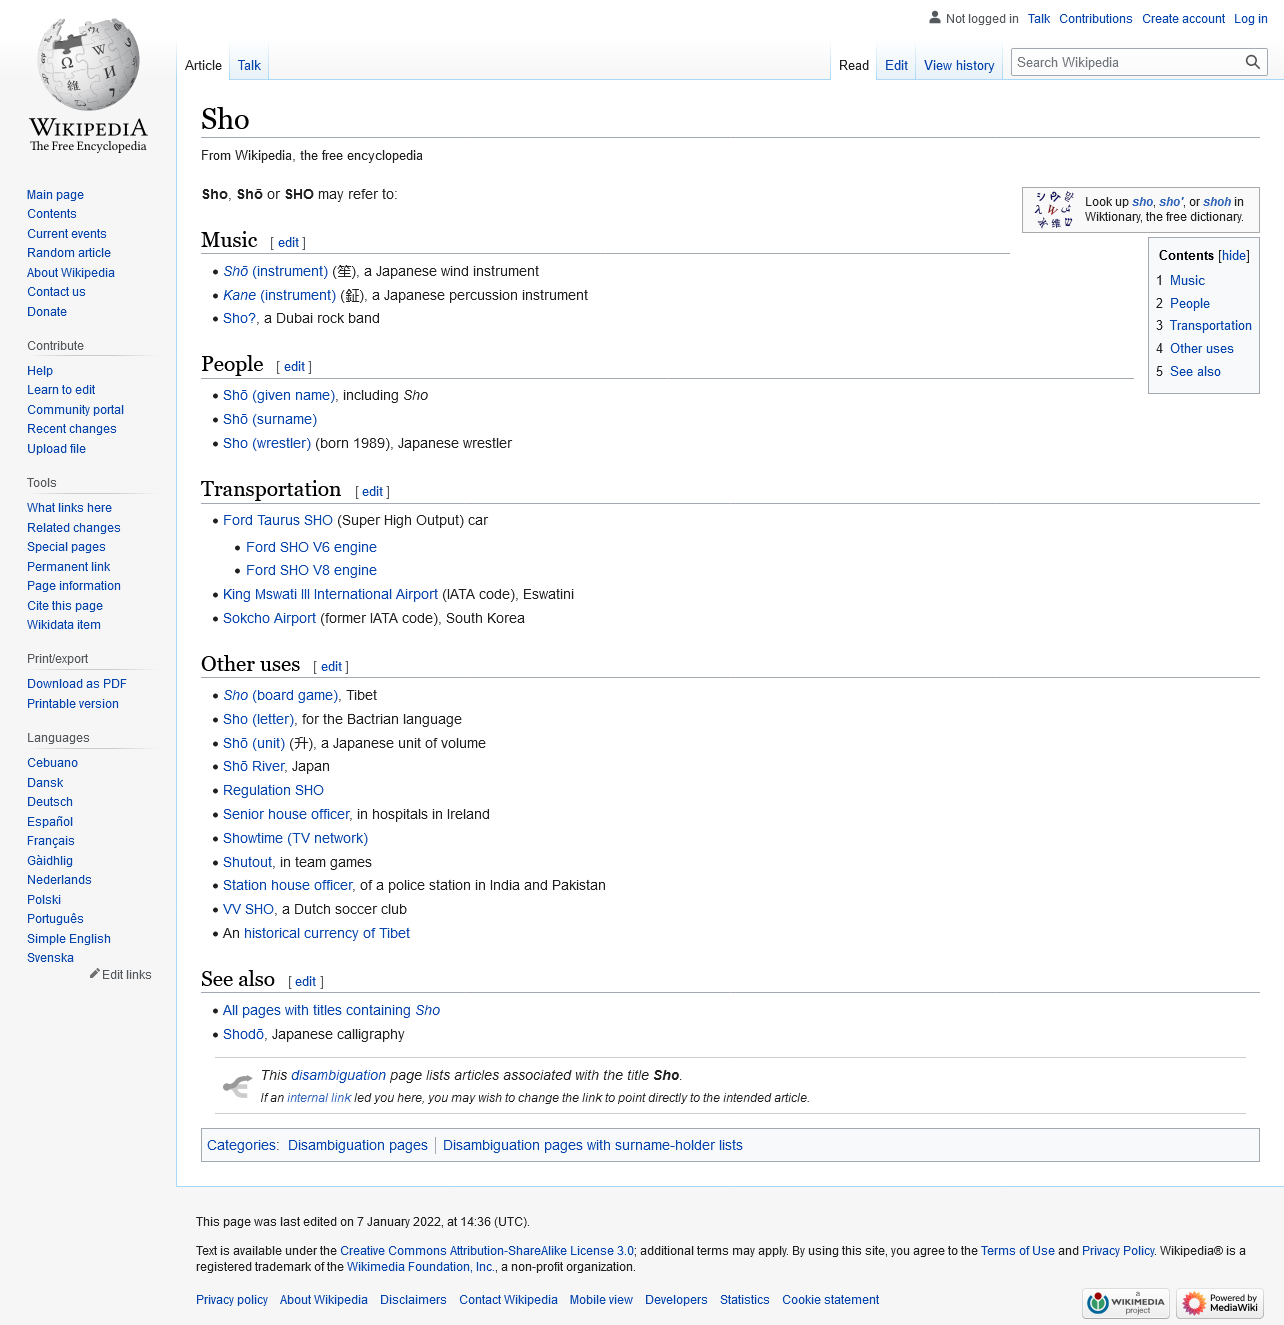 Not logged in Talk Contributions Create account Log in
Article Talk Read Edit View history Search Wikipedia
WIKIPEDIA
The Free Encyclopedia
Main page
Contents
Current events
Random article
About Wikipedia
Contact us
Donate
Contribute
Help
Learn to edit
Community portal
Recent changes
Upload file
Tools
What links here
Related changes
Special pages
Permanent link
Page information
Cite this page
Wikidata item
Print/export
Download as PDF
Printable version
Languages
Cebuano
Dansk
Deutsch
Español
Français
Gàidhlig
Nederlands
Polski
Português
Simple English
Svenska
Edit links
Sho
From Wikipedia, the free encyclopedia
Sho, Shō or SHO may refer to:
Look up sho, sho', or shoh in
Wiktionary, the free dictionary.
Contents [hide]
1 Music
2 People
3 Transportation
4 Other uses
5 See also
Music [ edit ]
• Shō (instrument) (笙), a Japanese wind instrument
• Kane (instrument) (鉦), a Japanese percussion instrument
• Sho?, a Dubai rock band
People [ edit ]
• Shō (given name), including Sho
• Shō (surname)
• Sho (wrestler) (born 1989), Japanese wrestler
Transportation [ edit ]
• Ford Taurus SHO (Super High Output) car
• Ford SHO V6 engine
• Ford SHO V8 engine
• King Mswati III International Airport (IATA code), Eswatini
• Sokcho Airport (former IATA code), South Korea
Other uses [ edit ]
• Sho (board game), Tibet
• Sho (letter), for the Bactrian language
• Shō (unit) (升), a Japanese unit of volume
• Shō River, Japan
• Regulation SHO
• Senior house officer, in hospitals in Ireland
• Showtime (TV network)
• Shutout, in team games
• Station house officer, of a police station in India and Pakistan
• VV SHO, a Dutch soccer club
• An historical currency of Tibet
See also [ edit ]
• All pages with titles containing Sho
• Shodō, Japanese calligraphy
This disambiguation page lists articles associated with the title Sho.
If an internal link led you here, you may wish to change the link to point directly to the intended article.
Categories: Disambiguation pages | Disambiguation pages with surname-holder lists
This page was last edited on 7 January 2022, at 14:36 (UTC).
Text is available under the Creative Commons Attribution-ShareAlike License 3.0; additional terms may apply. By using this site, you agree to the Terms of Use and Privacy Policy. Wikipedia® is a
registered trademark of the Wikimedia Foundation, Inc., a non-profit organization.
Privacy policy About Wikipedia Disclaimers Contact Wikipedia Mobile view Developers Statistics Cookie statement
a
WIKIMEDIA
project
Powered by
MediaWiki